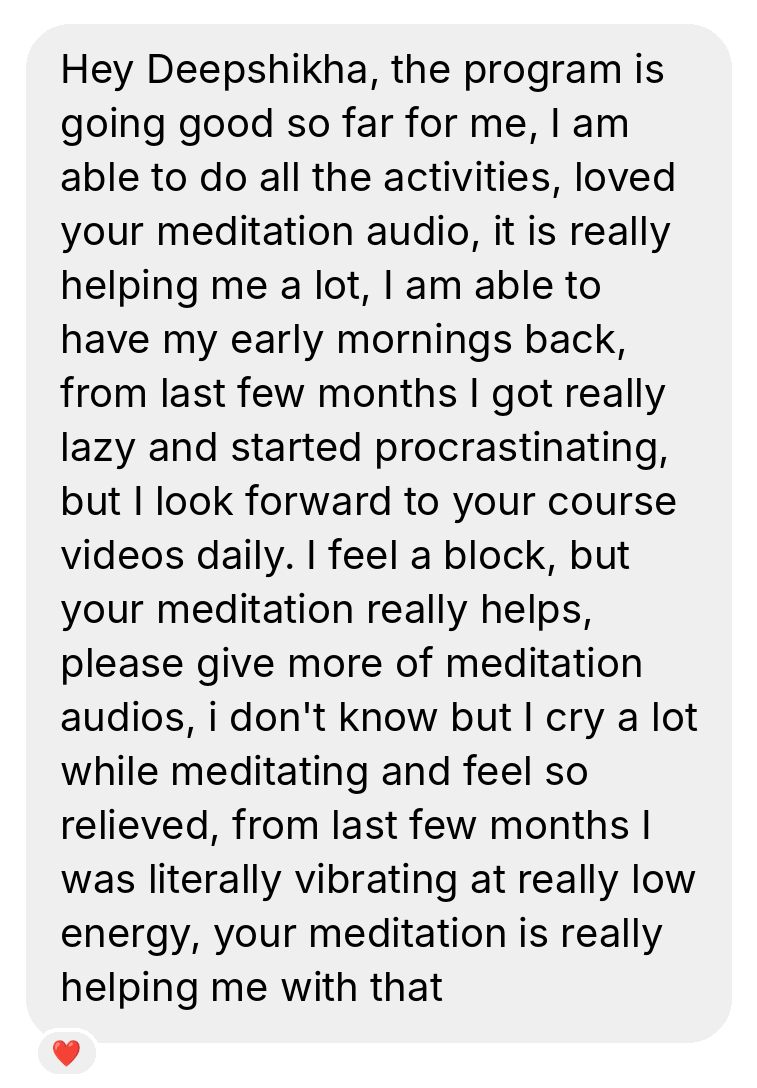 Hey Deepshikha, the program is
going good so far for me, I am
able to do all the activities, loved
your meditation audio, it is really
helping me a lot, I am able to
have my early mornings back,
from last few months I got really
lazy and started procrastinating,
but I look forward to your course
videos daily. I feel a block, but
your meditation really helps,
please give more of meditation
audios, i don't know but I cry a lot
while meditating and feel so
relieved, from last few months I
was literally vibrating at really low
energy, your meditation is really
helping me with that